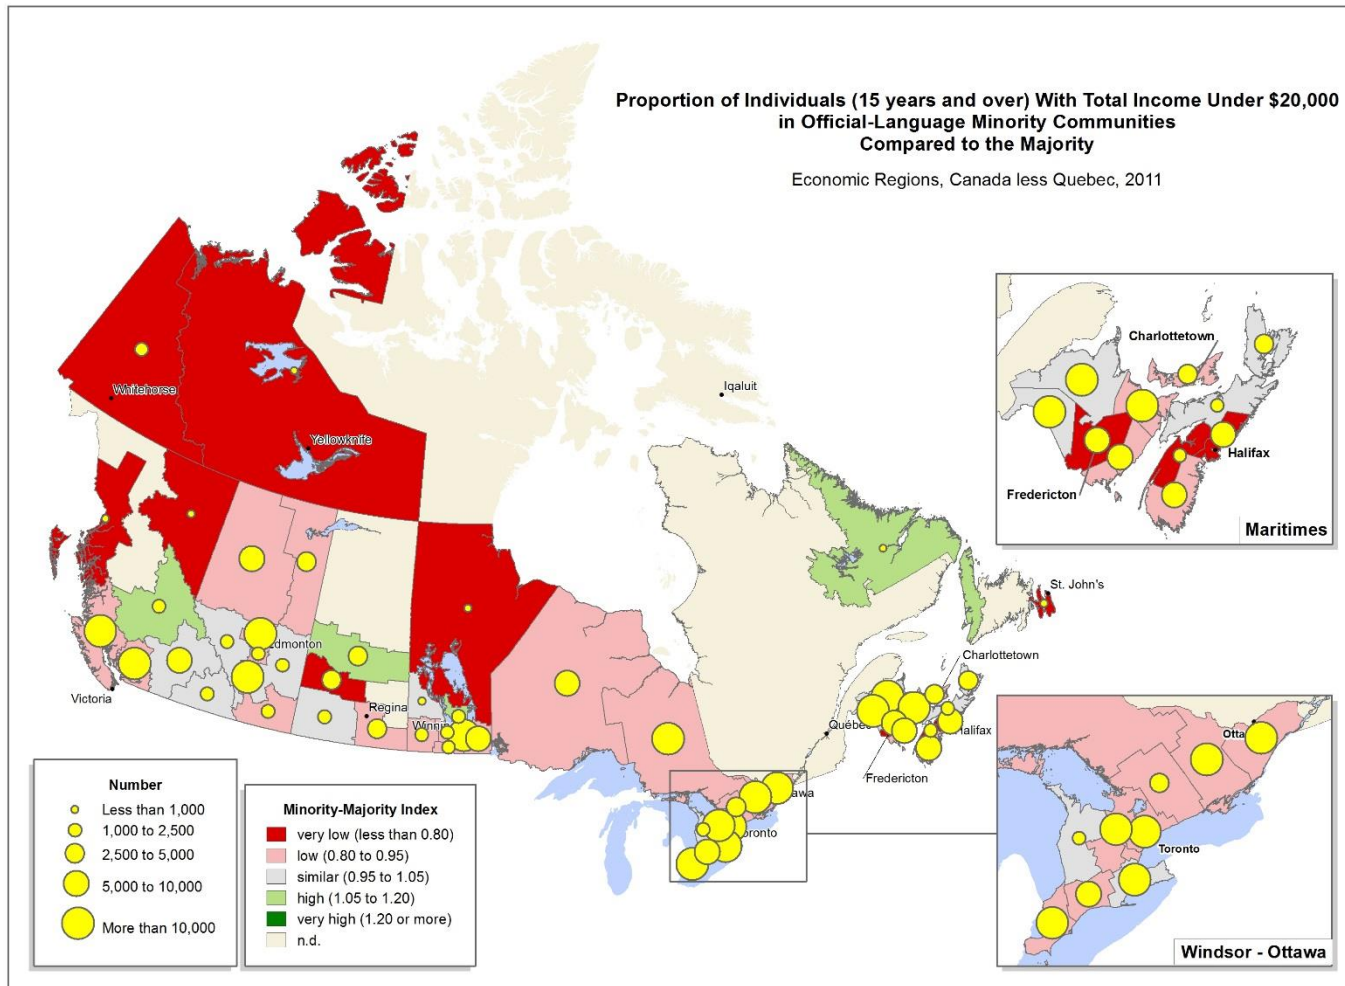 Proportion of Individuals (15 years and over) With Total Income Under $20,000
in Official-Language Minority Communities
Compared to the Majority
Economic Regions, Canada less Quebec, 2011
Whitehorse
Yellowknife
Iqaluit
Edmonton
Victoria
Regina
Québec
St. John's
Charlottetown
Halifax
Fredericton
Charlottetown
Halifax
Fredericton
Maritimes
Toronto
Windsor - Ottawa
Number
Less than 1,000
1,000 to 2,500
2,500 to 5,000
5,000 to 10,000
More than 10,000
Minority-Majority Index
very low (less than 0.80)
low (0.80 to 0.95)
similar (0.95 to 1.05)
high (1.05 to 1.20)
very high (1.20 or more)
n.d.